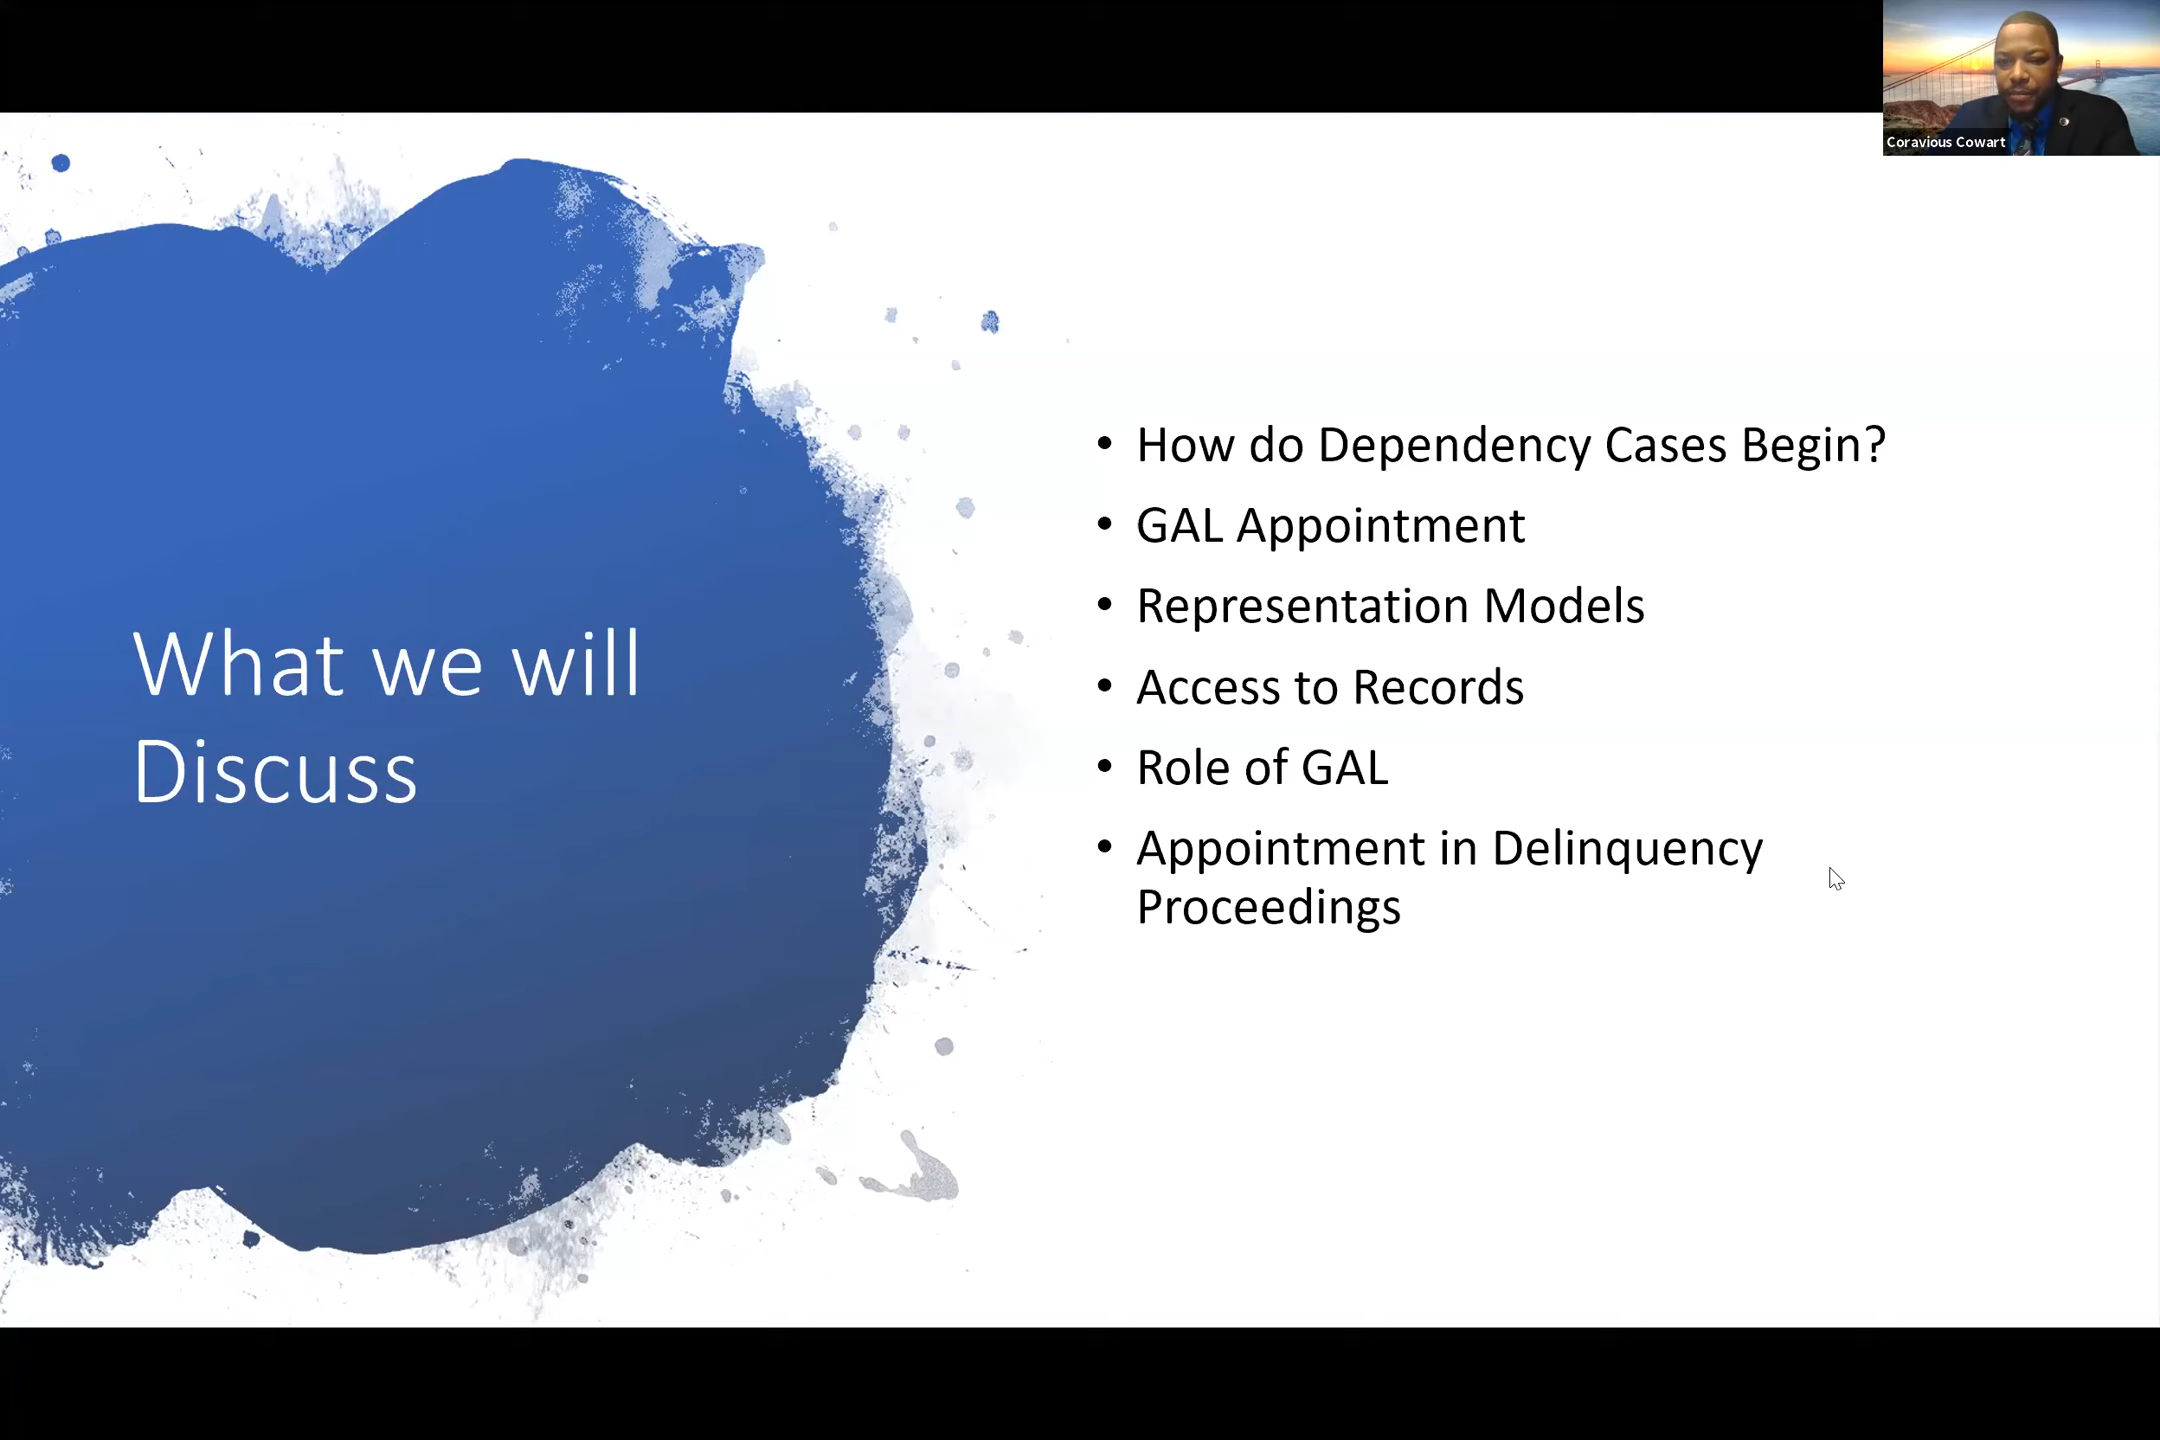 Coravious Cowart
What we will
Discuss
• How do Dependency Cases Begin?
• GAL Appointment
• Representation Models
• Access to Records
• Role of GAL
• Appointment in Delinquency
Proceedings